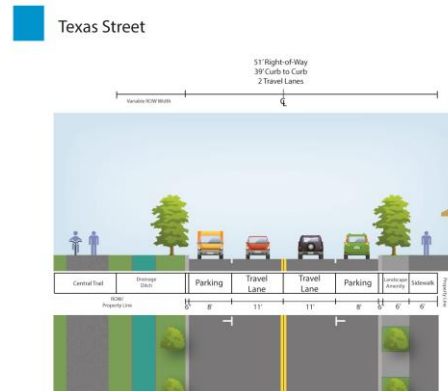 Texas Street
51' Right-of-Way
39' Curb to Curb
2 Travel Lanes
Variable ROW Width
Central Trail
Drainage
Ditch
Parking
Travel
Lane
Travel
Lane
Parking
Landscape
Amenity
Sidewalk
Property Line
ROW/
Property Line
6" 8' 11' 11' 8' 6" 6' 6'